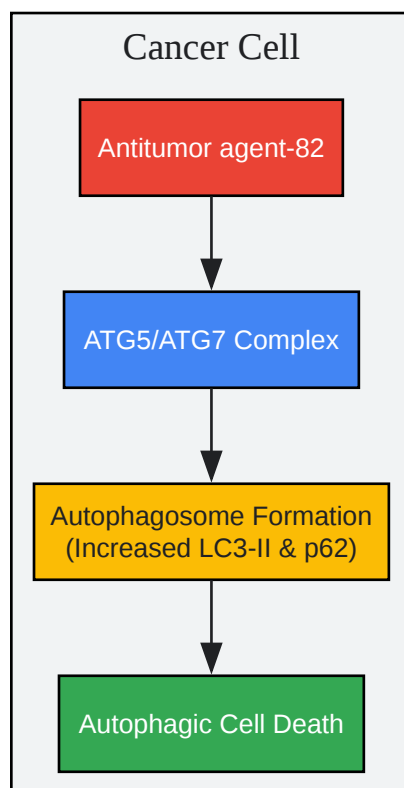 Cancer Cell
Antitumor agent-82
ATG5/ATG7 Complex
Autophagosome Formation
(Increased LC3-II & p62)
Autophagic Cell Death